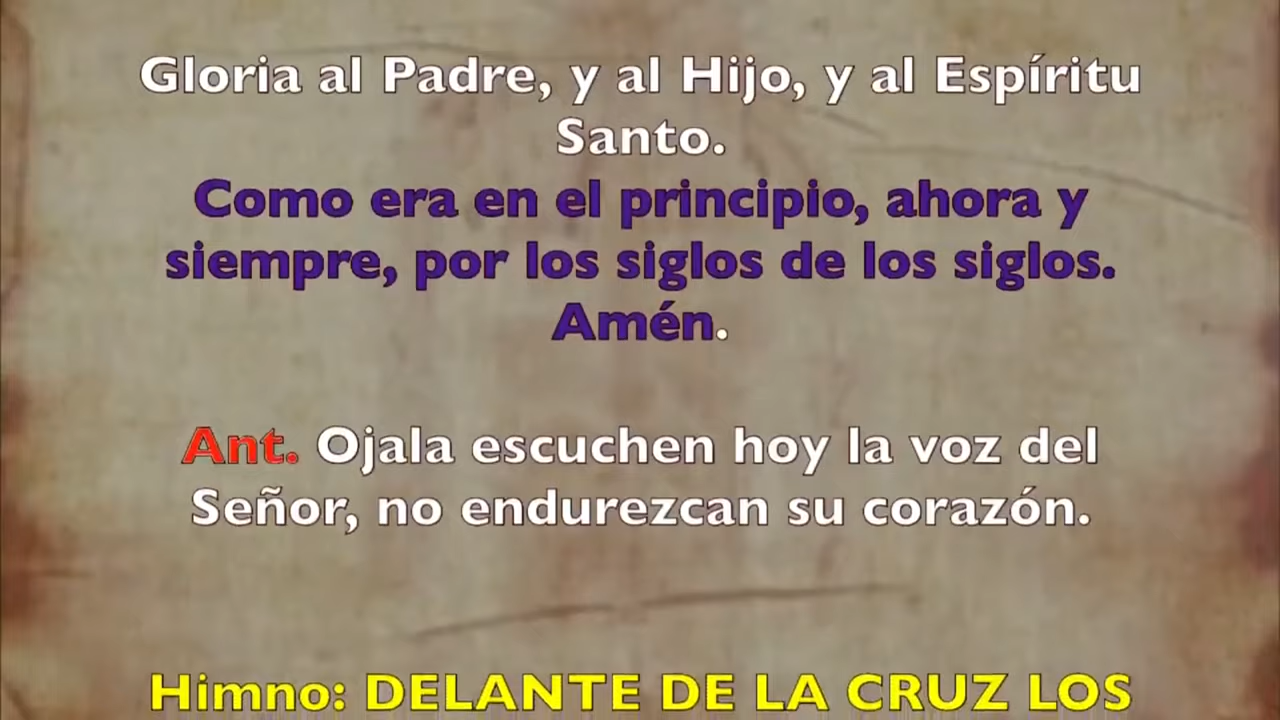 Gloria al Padre, y al Hijo, y al Espíritu
Santo.
Como era en el principio, ahora y
siempre, por los siglos de los siglos.
Amén.
Ant. Ojala escuchen hoy la voz del
Señor, no endurezcan su corazón.
Himno: DELANTE DE LA CRUZ LOS